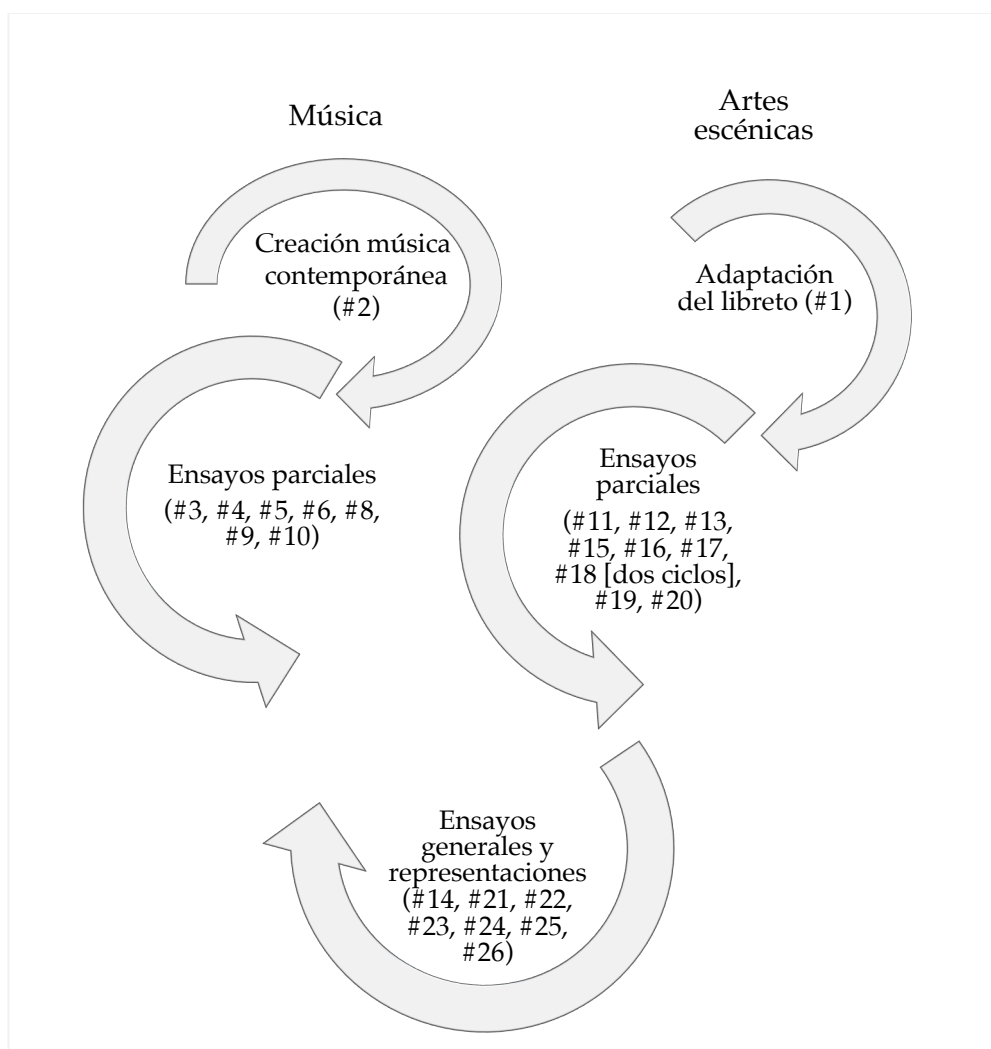 Música
Creación música
contemporánea
(#2)
Ensayos parciales
(#3, #4, #5, #6, #8,
#9, #10)
Artes
escénicas
Adaptación
del libreto (#1)
Ensayos
parciales
(#11, #12, #13,
#15, #16, #17,
#18 [dos ciclos],
#19, #20)
Ensayos
generales y
representaciones
(#14, #21, #22,
#23, #24, #25,
#26)